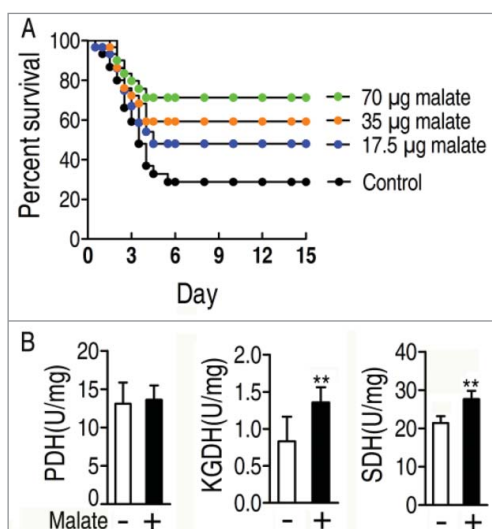 A
Percent survival
100
80
60
40
20
0
0 3 6 9 12 15
Day
70 µg malate
35 µg malate
17.5 µg malate
Control
B
PDH(U/mg)
20
15
10
5
0
KGDH(U/mg)
2.0
1.5
1.0
0.5
0.0
**
SDH(U/mg)
40
30
20
10
0
**
Malate - + - + - +